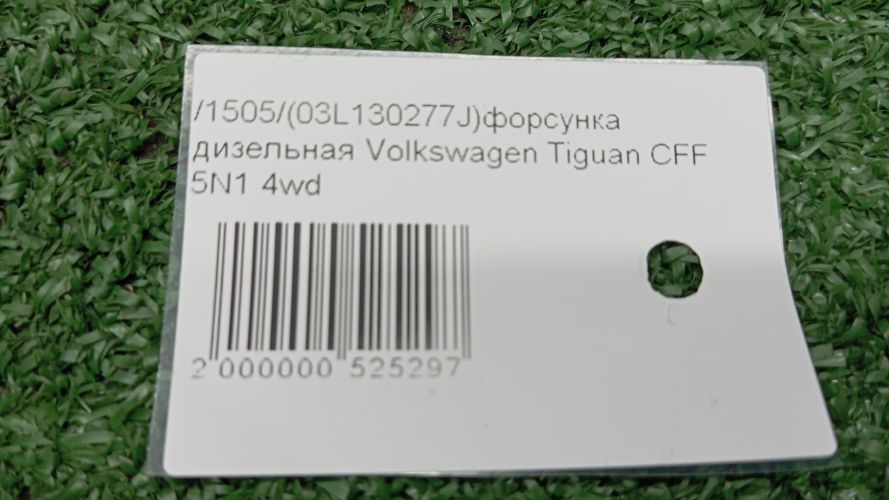 /1505/(03L130277J)форсунка
дизельная Volkswagen Tiguan CFF
5N1 4wd
2 000000 525297